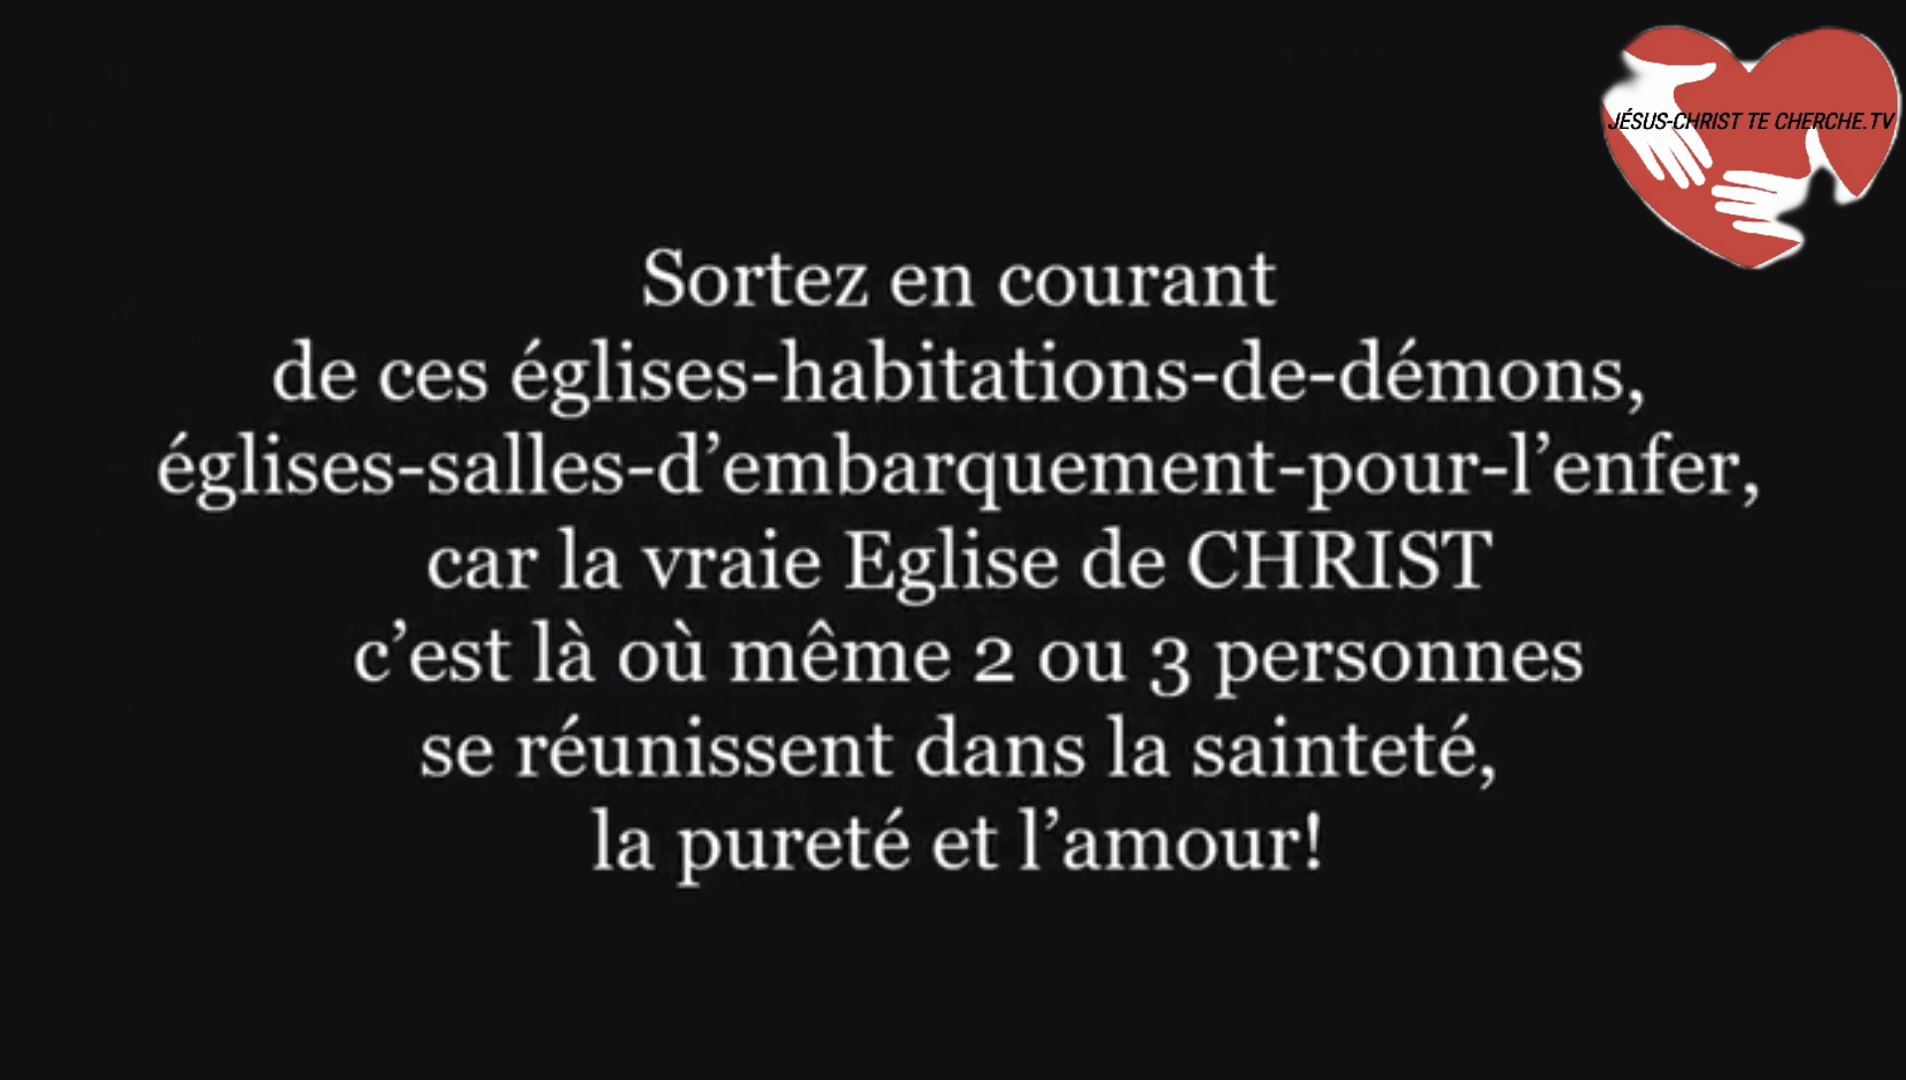 JÉSUS-CHRIST TE CHERCHE.TV
Sortez en courant
de ces églises-habitations-de-démons,
églises-salles-d’embarquement-pour-l’enfer,
car la vraie Eglise de CHRIST
c’est là où même 2 ou 3 personnes
se réunissent dans la sainteté,
la pureté et l’amour!